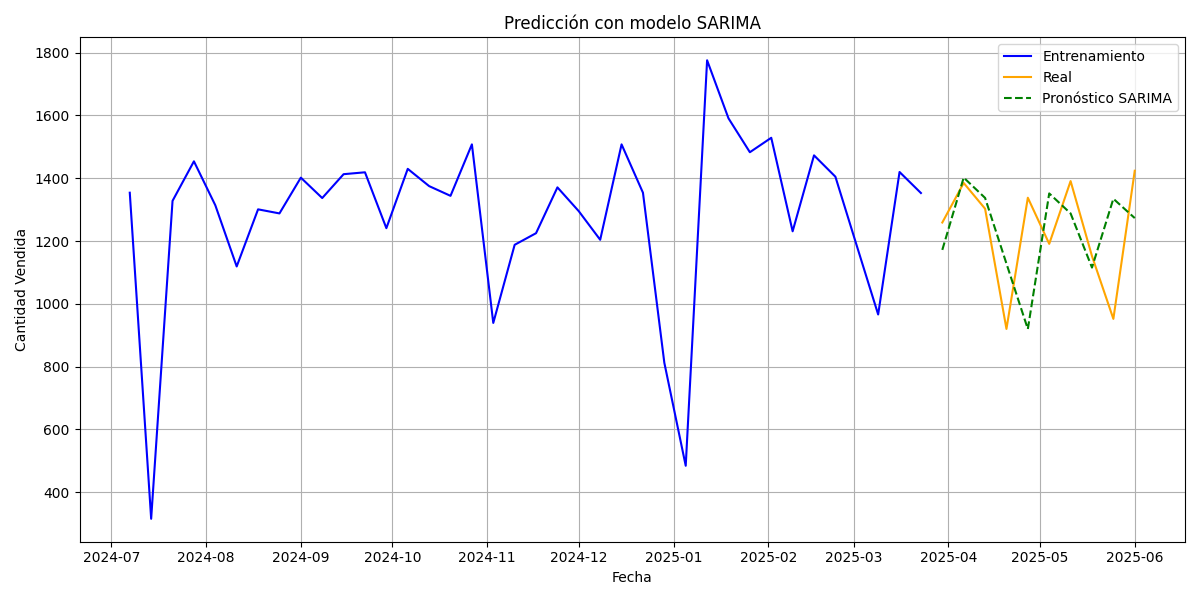 Predicción con modelo SARIMA
Entrenamiento
Real
Pronóstico SARIMA
Cantidad Vendida
1800
1600
1400
1200
1000
800
600
400
2024-07 2024-08 2024-09 2024-10 2024-11 2024-12 2025-01 2025-02 2025-03 2025-04 2025-05 2025-06
Fecha